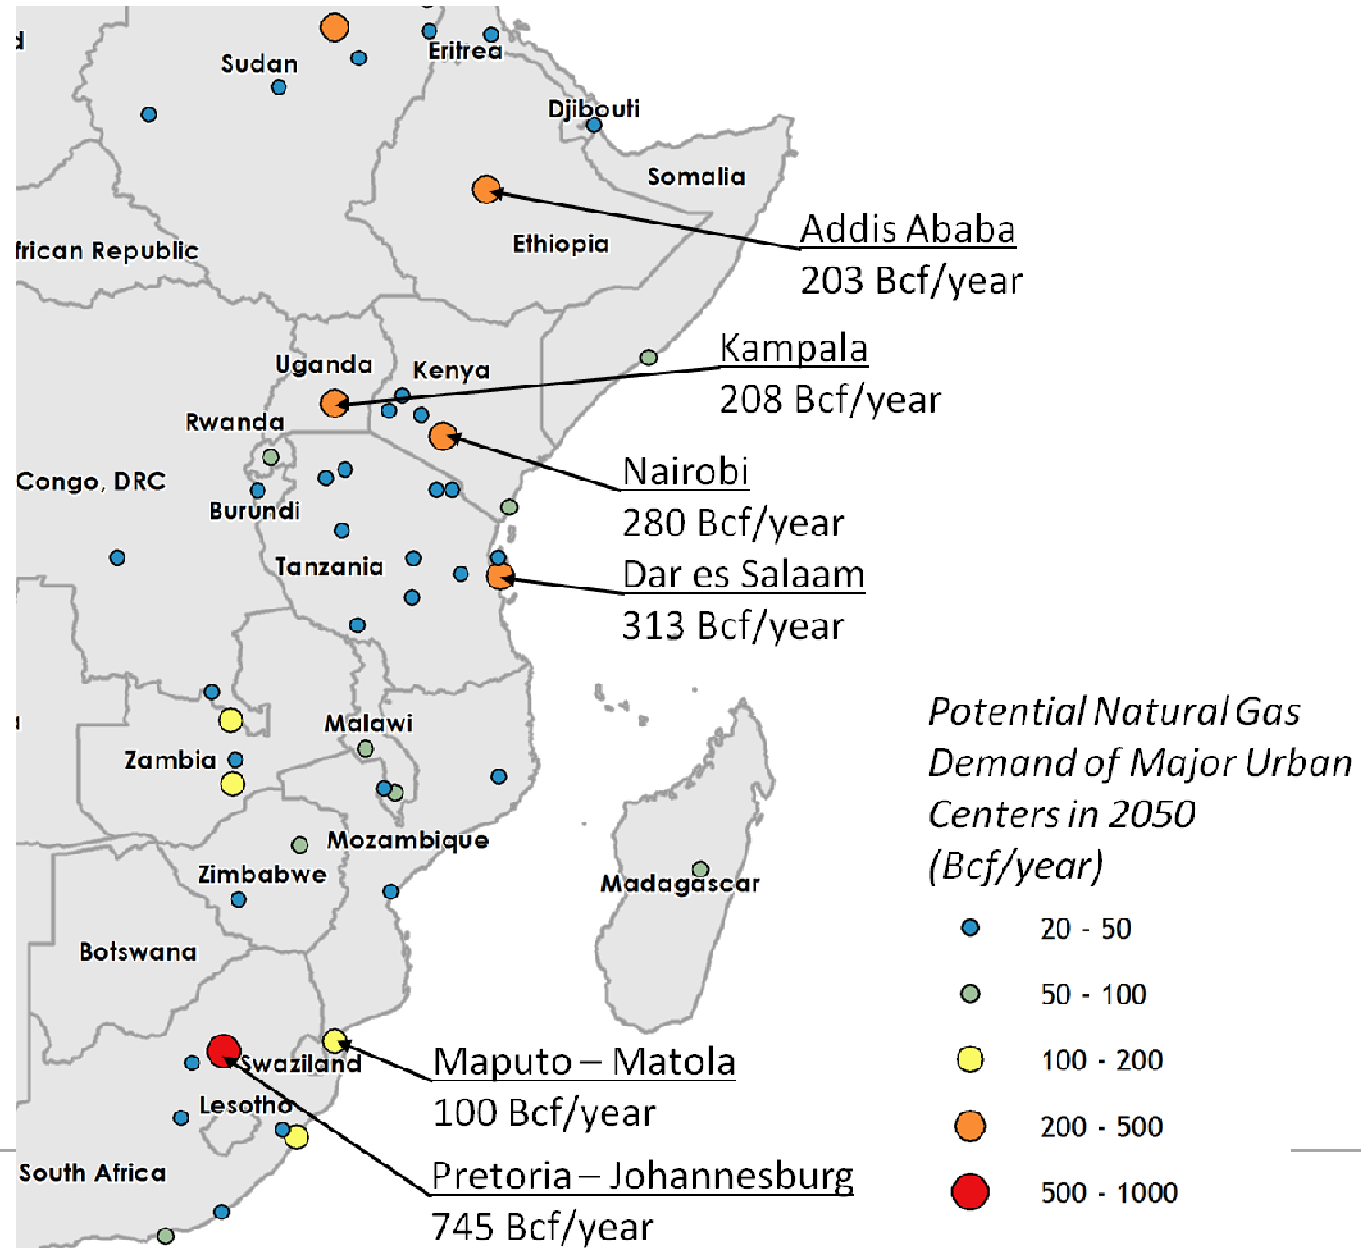 d
Sudan
Eritrea
Djibouti
Somalia
Ethiopia
frican Republic
Addis Ababa
203 Bcf/year
Kampala
208 Bcf/year
Uganda
Kenya
Rwanda
Nairobi
280 Bcf/year
Congo, DRC
Burundi
Tanzania
Dar es Salaam
313 Bcf/year
Malawi
Zambia
Mozambique
Zimbabwe
Madagascar
Botswana
Swaziland
Lesotho
South Africa
Maputo – Matola
100 Bcf/year
Pretoria – Johannesburg
745 Bcf/year
Potential Natural Gas
Demand of Major Urban
Centers in 2050
(Bcf/year)
20 - 50
50 - 100
100 - 200
200 - 500
500 - 1000